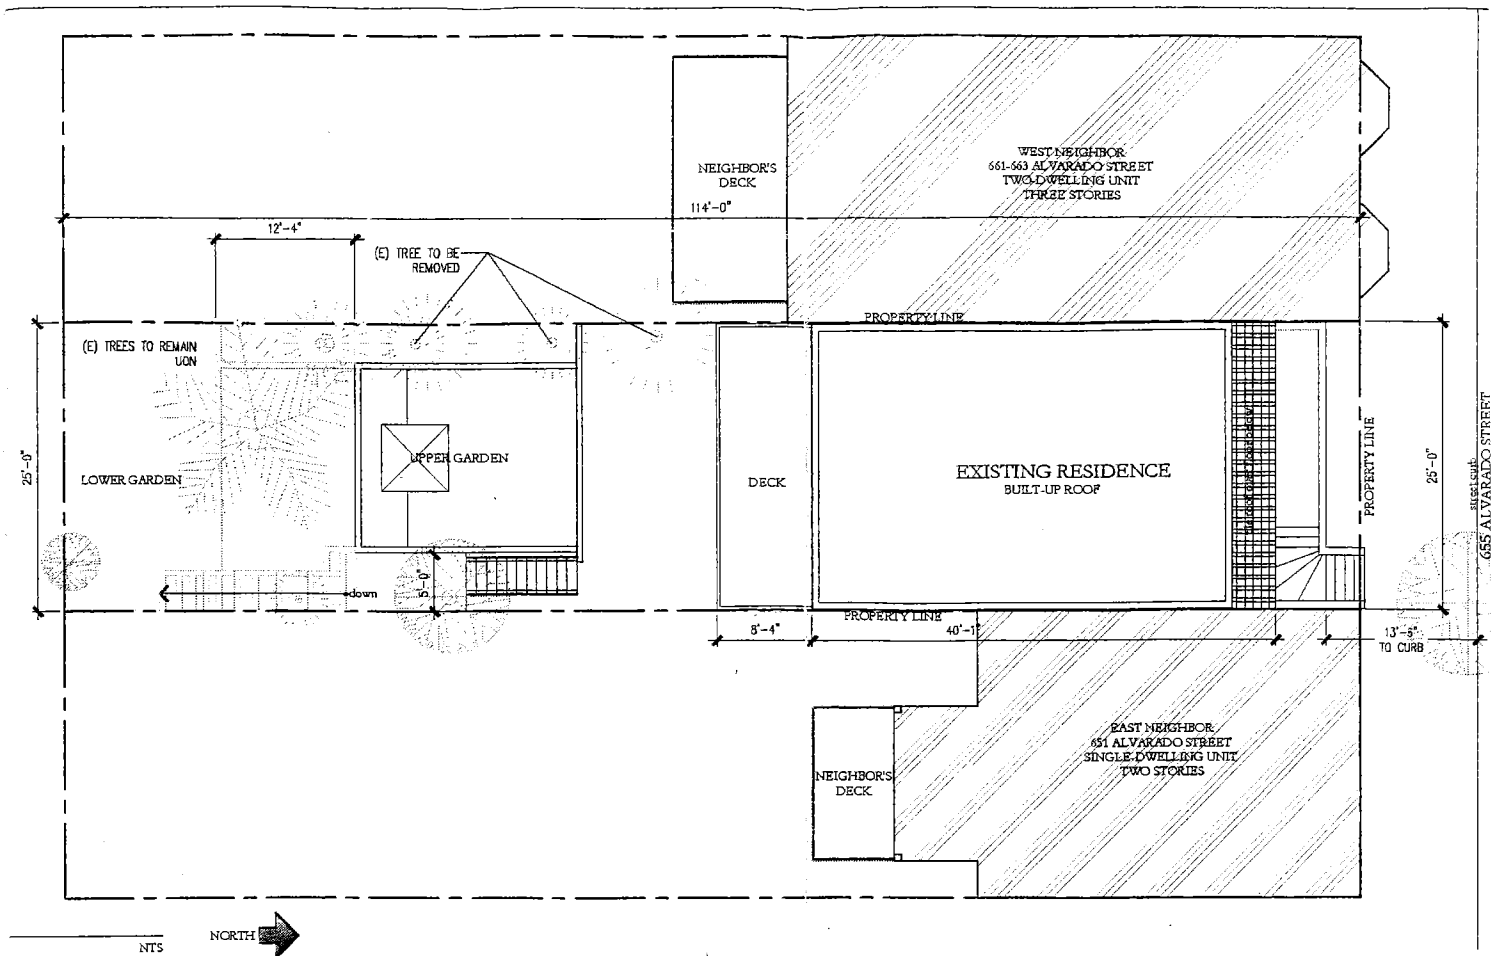 WEST NEIGHBOR
661-663 ALVARADO STREET
TWO-DWELLING UNIT
THREE STORIES
NEIGHBOR'S
DECK
114'-0"
12'-4"
(E) TREE TO BE
REMOVED
PROPERTY LINE
(E) TREES TO REMAIN
UON
25'-0"
LOWER GARDEN
UPPER GARDEN
DECK
EXISTING RESIDENCE
BUILT-UP ROOF
PROPERTY LINE
25'-0"
street curb
655 ALVARADO STREET
down
5'-0"
PROPERTY LINE
8'-4"
40'-1"
TO CURB
EAST NEIGHBOR
651 ALVARADO STREET
SINGLE-DWELLING UNIT
TWO STORIES
NEIGHBOR'S
DECK
NORTH
NTS